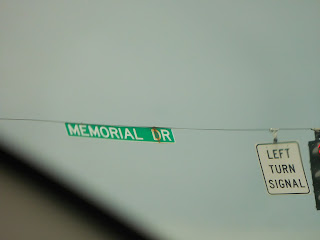 MEMORIAL DR
LEFT
TURN
SIGNAL